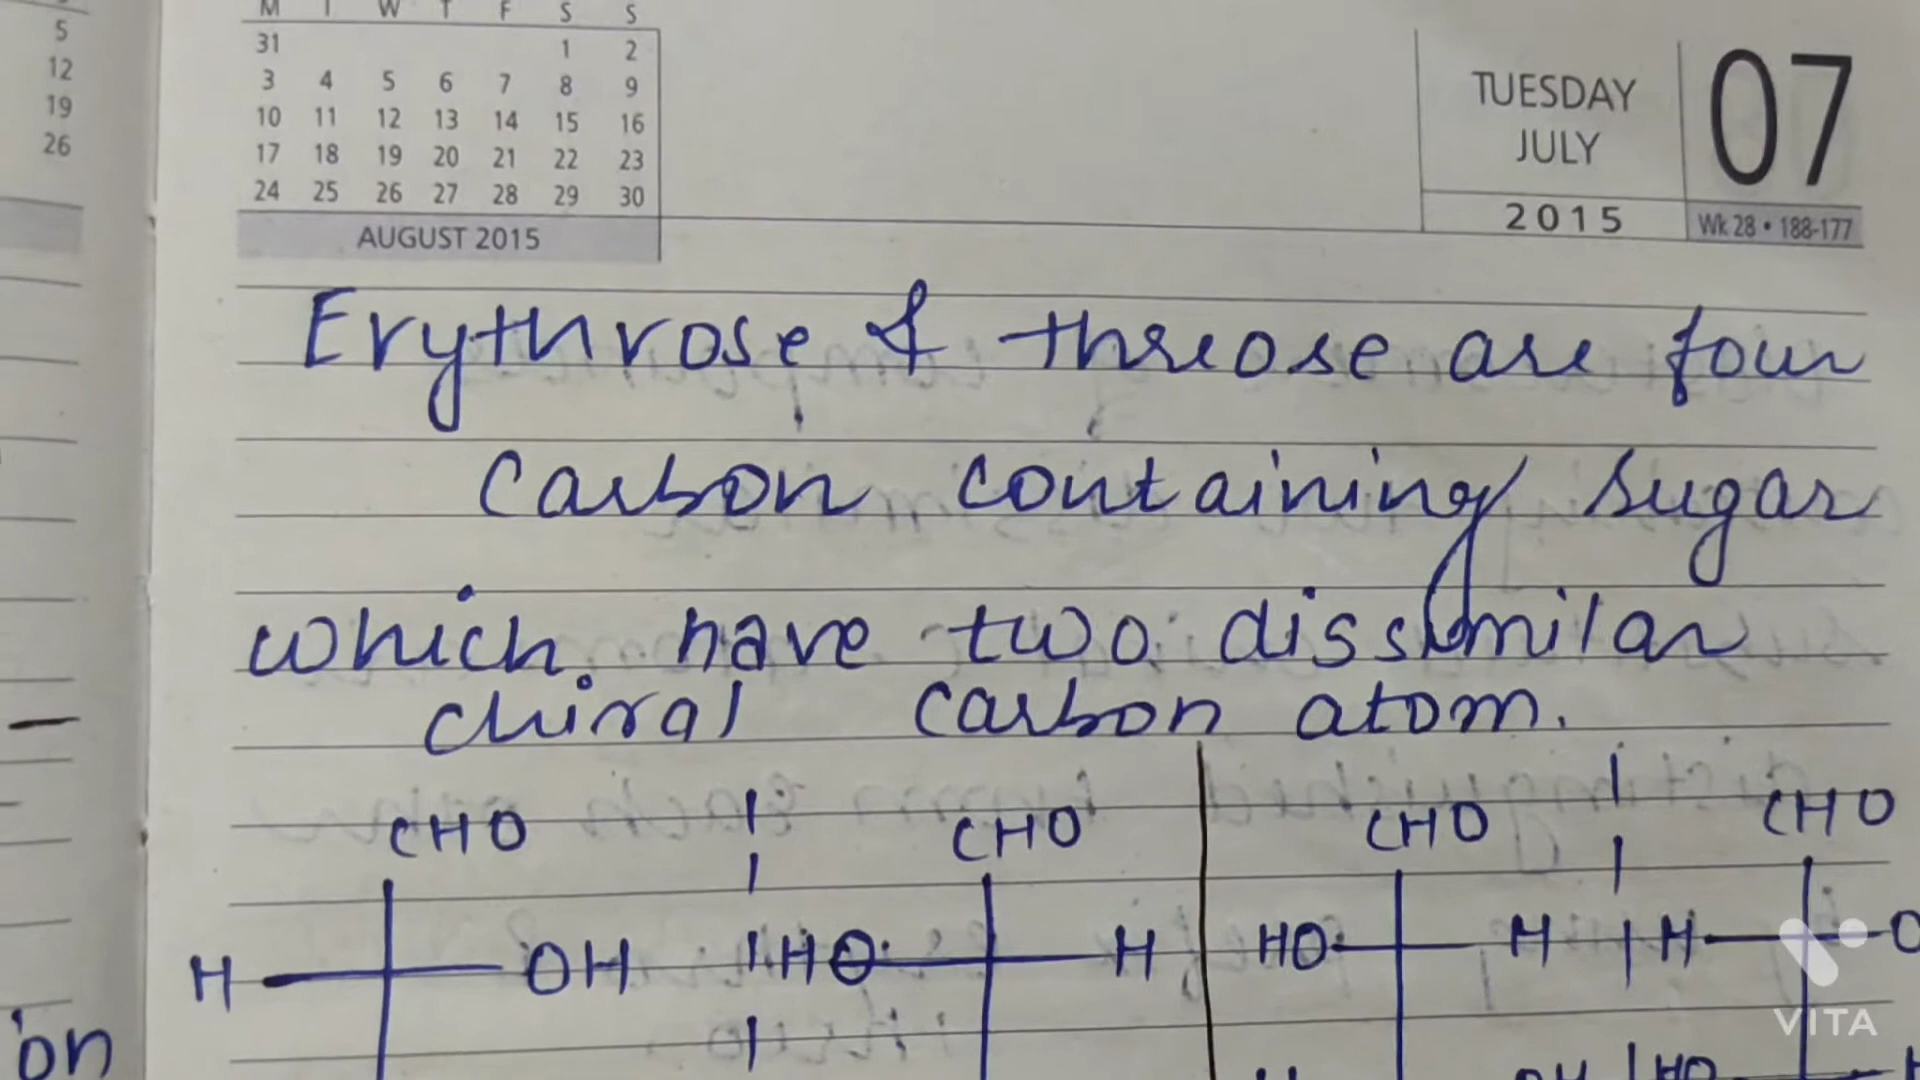 5
12
19
26
M T W T F S S
31 1 2
3 4 5 6 7 8 9
10 11 12 13 14 15 16
17 18 19 20 21 22 23
24 25 26 27 28 29 30
AUGUST 2015
TUESDAY
JULY
2015
07
Wk 28 • 188-177
Erythrose & threose are four
carbon containing sugar
which have two dissimilar
chiral carbon atom.
CHO CHO CHO CHO
H OH HO H HO H H
OH HO
on
VITA